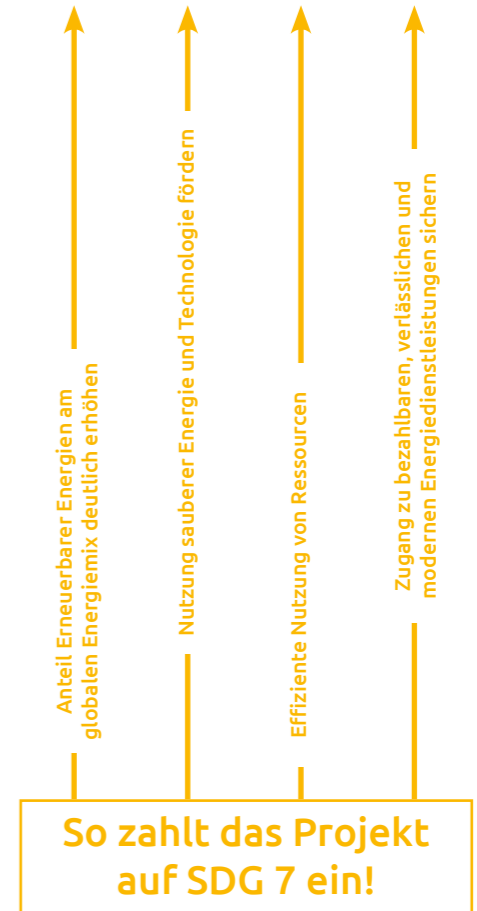 Anteil Erneuerbarer Energien am
globalen Energiemix deutlich erhöhen
Nutzung sauberer Energie und Technologie fördern
Effiziente Nutzung von Ressourcen
Zugang zu bezahlbaren, verlässlichen und
modernen Energiedienstleistungen sichern
So zahlt das Projekt
auf SDG 7 ein!